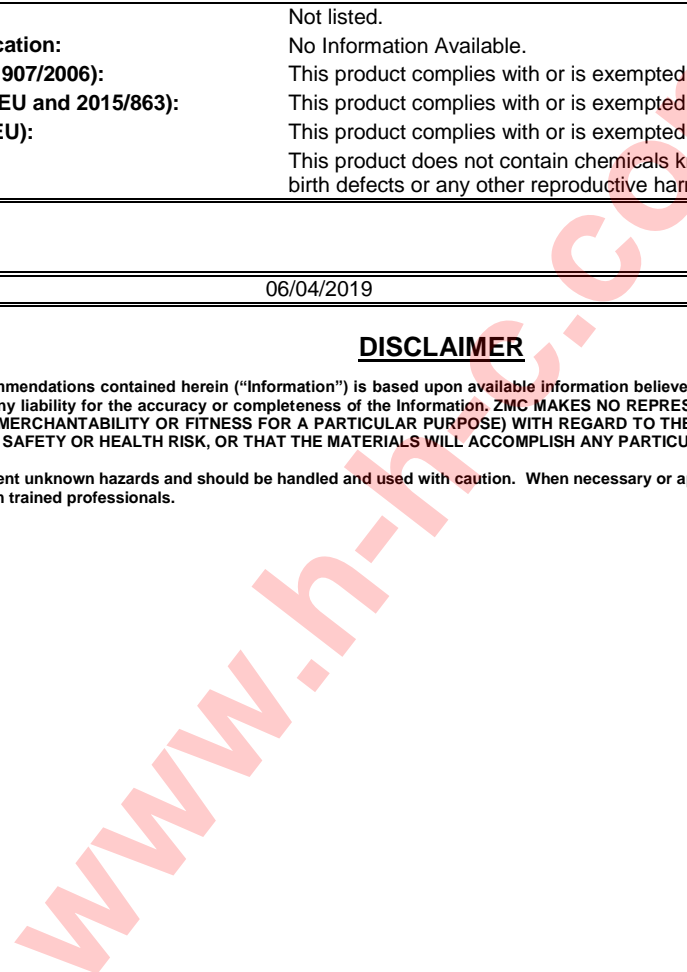 Not listed.
cation: No Information Available.
907/2006): This product complies with or is exempted
EU and 2015/863): This product complies with or is exempted
EU): This product complies with or is exempted
This product does not contain chemicals
birth defects or any other reproductive
06/04/2019
DISCLAIMER
mmendations contained herein (“Information”) is based upon available information believe
ny liability for the accuracy or completeness of the Information. ZMC MAKES NO REPRES
MERCHANTABILITY OR FITNESS FOR A PARTICULAR PURPOSE) WITH REGARD TO THE
SAFETY OR HEALTH RISK, OR THAT THE MATERIALS WILL ACCOMPLISH ANY PARTICU
ent unknown hazards and should be handled and used with caution. When necessary or
n trained professionals.
www.h-h-c.co